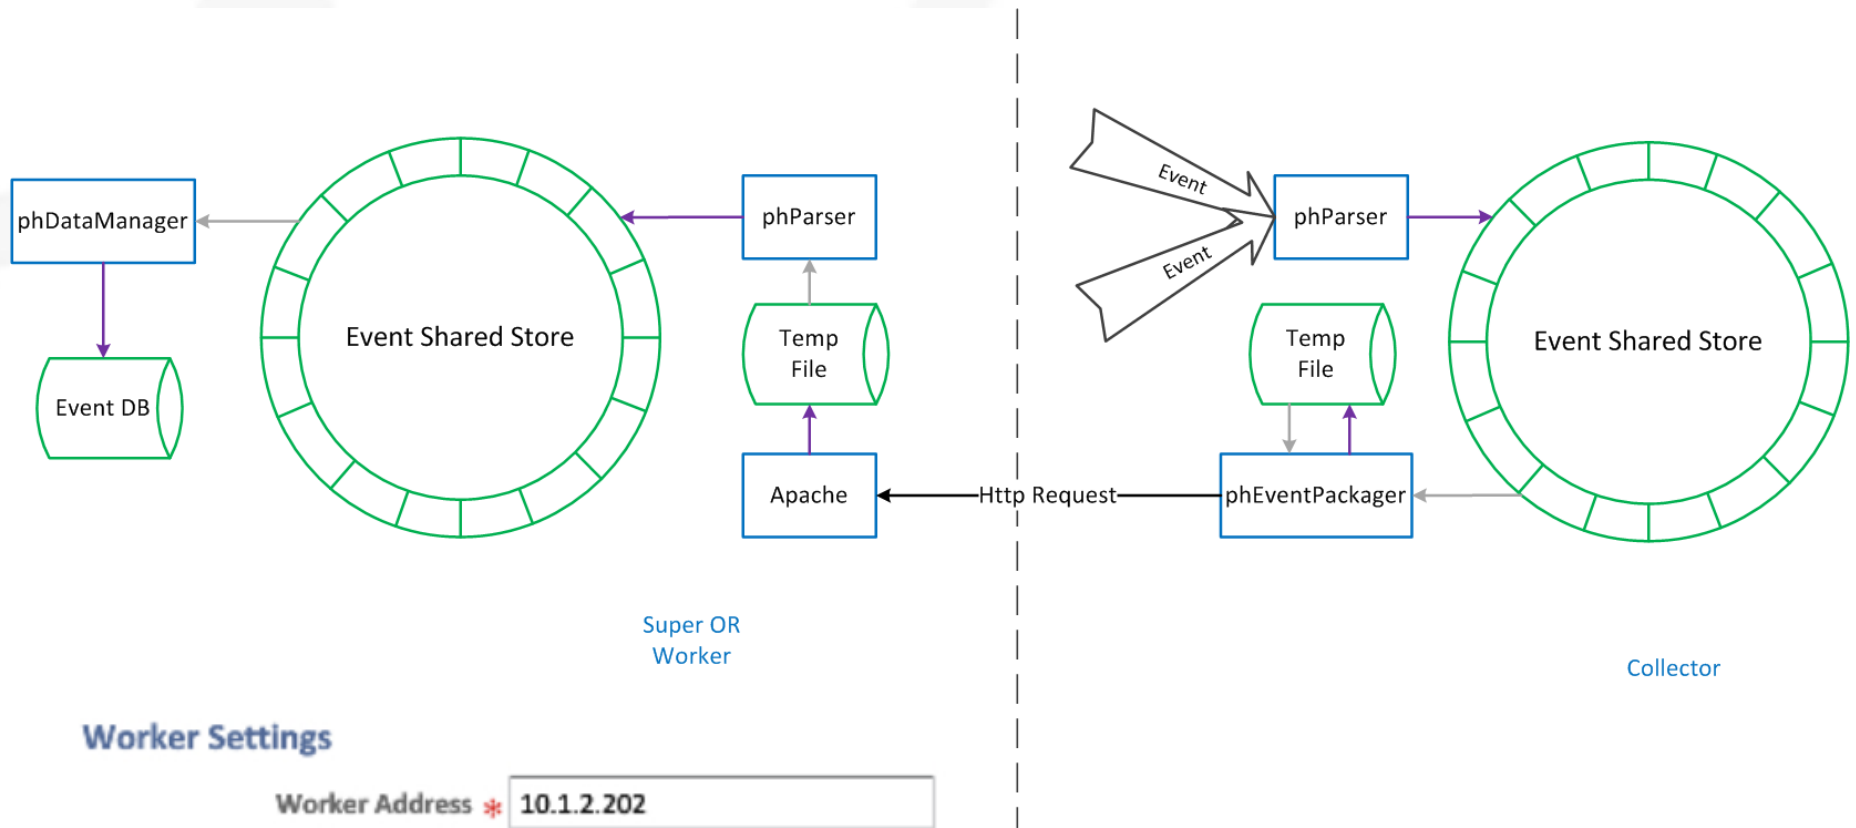 Event
phDataManager
phParser
phParser
Event
Event Shared Store
Temp
File
Temp
File
Event Shared Store
Event DB
Apache
Http Request
phEventPackager
Super OR
Worker
Collector
Worker Settings
Worker Address * 10.1.2.202